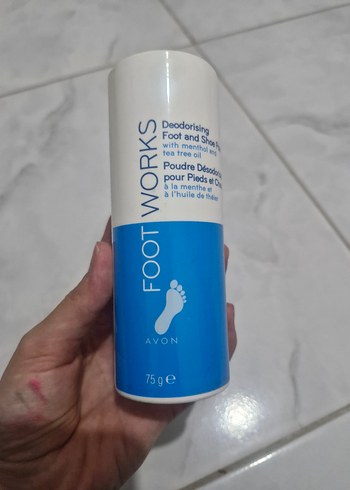 FOOT WORKS
Deodorising
Foot and Shoe
with menthol and
tea tree oil
Poudre
pour Pieds et
à la menthe et
à l'huile de
AVON
75 g e